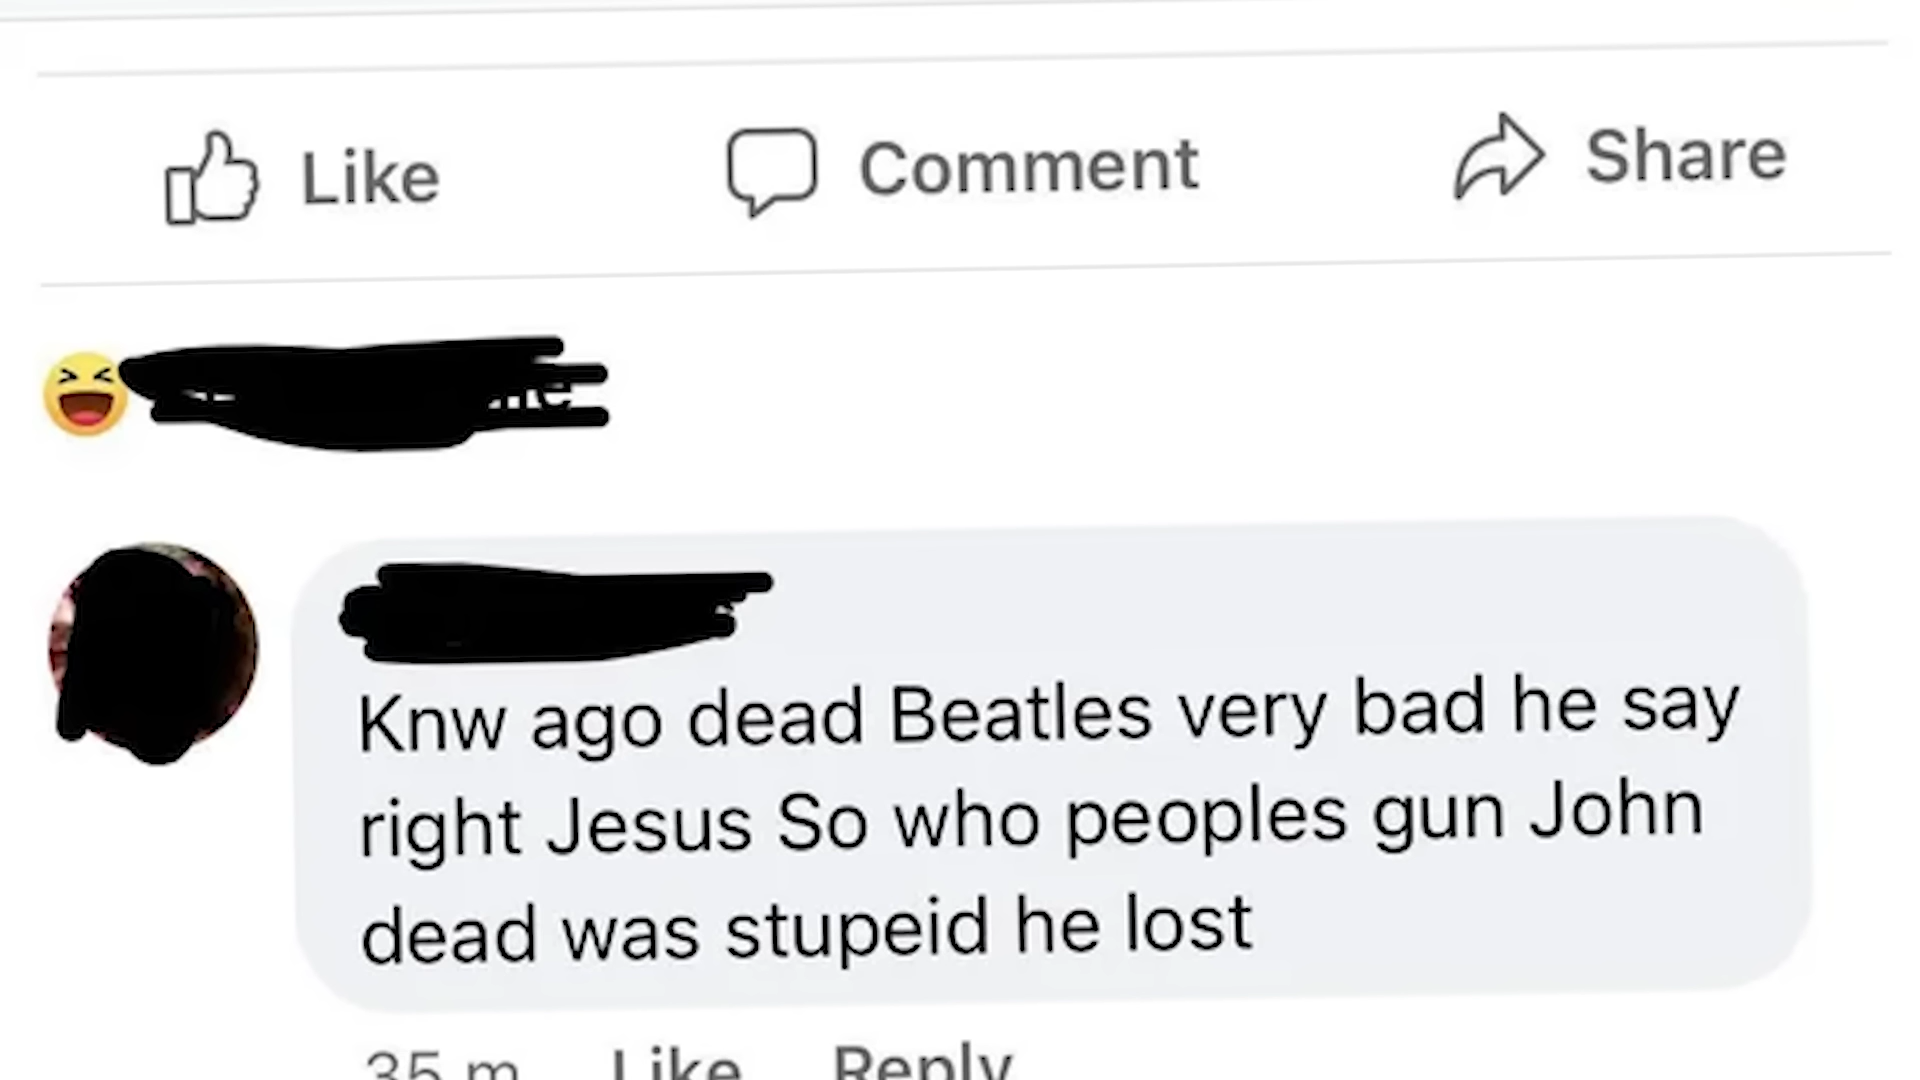 Like Comment Share
Knw ago dead Beatles very bad he say
right Jesus So who peoples gun John
dead was stupeid he lost
35 m Like Reply